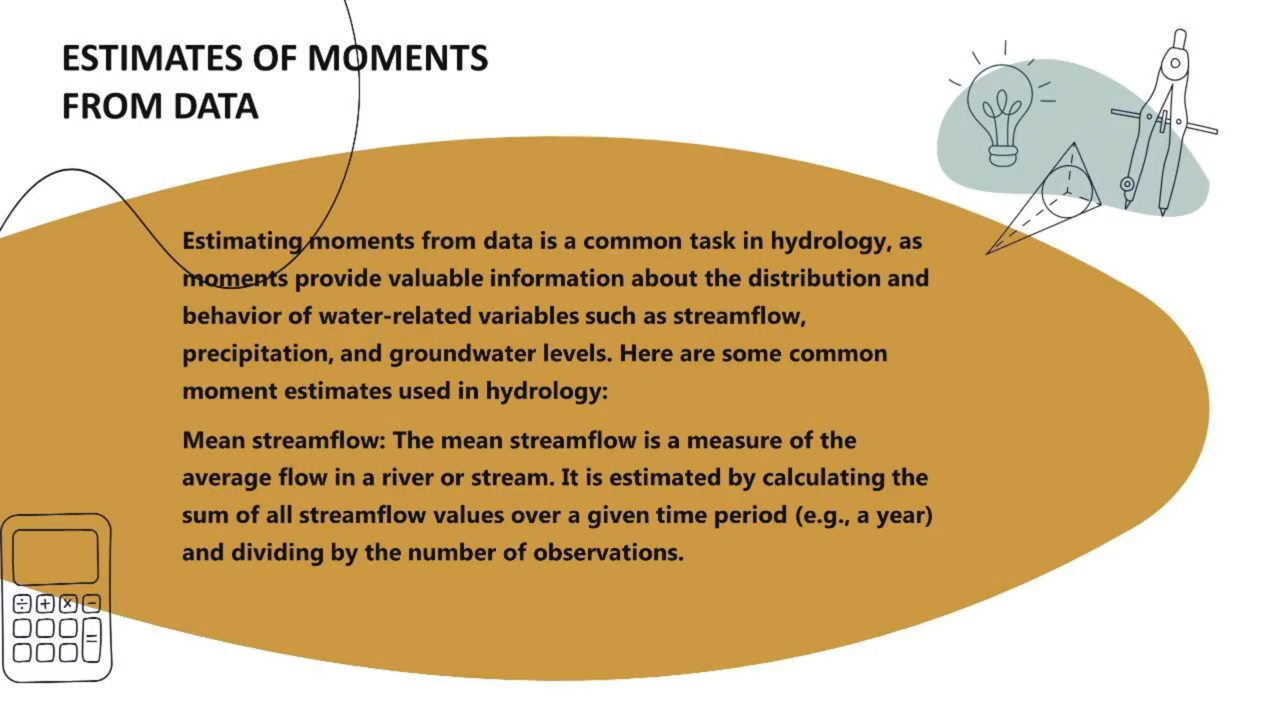 ESTIMATES OF MOMENTS
FROM DATA
Estimating moments from data is a common task in hydrology, as
moments provide valuable information about the distribution and
behavior of water-related variables such as streamflow,
precipitation, and groundwater levels. Here are some common
moment estimates used in hydrology:
Mean streamflow: The mean streamflow is a measure of the
average flow in a river or stream. It is estimated by calculating the
sum of all streamflow values over a given time period (e.g., a year)
and dividing by the number of observations.
÷ + × −
=